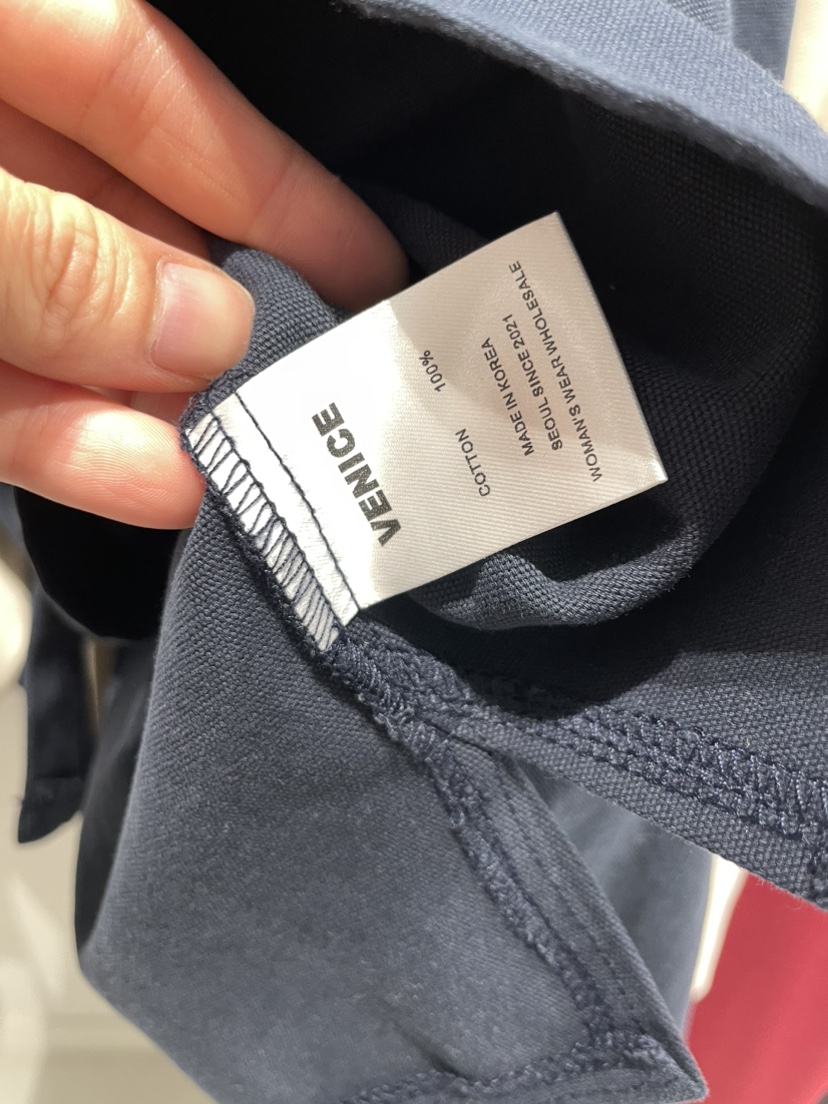 VENICE
COTTON 100%
MADE IN KOREA
SEOUL SINCE 2021
WOMAN'S WEAR WHOLESALE